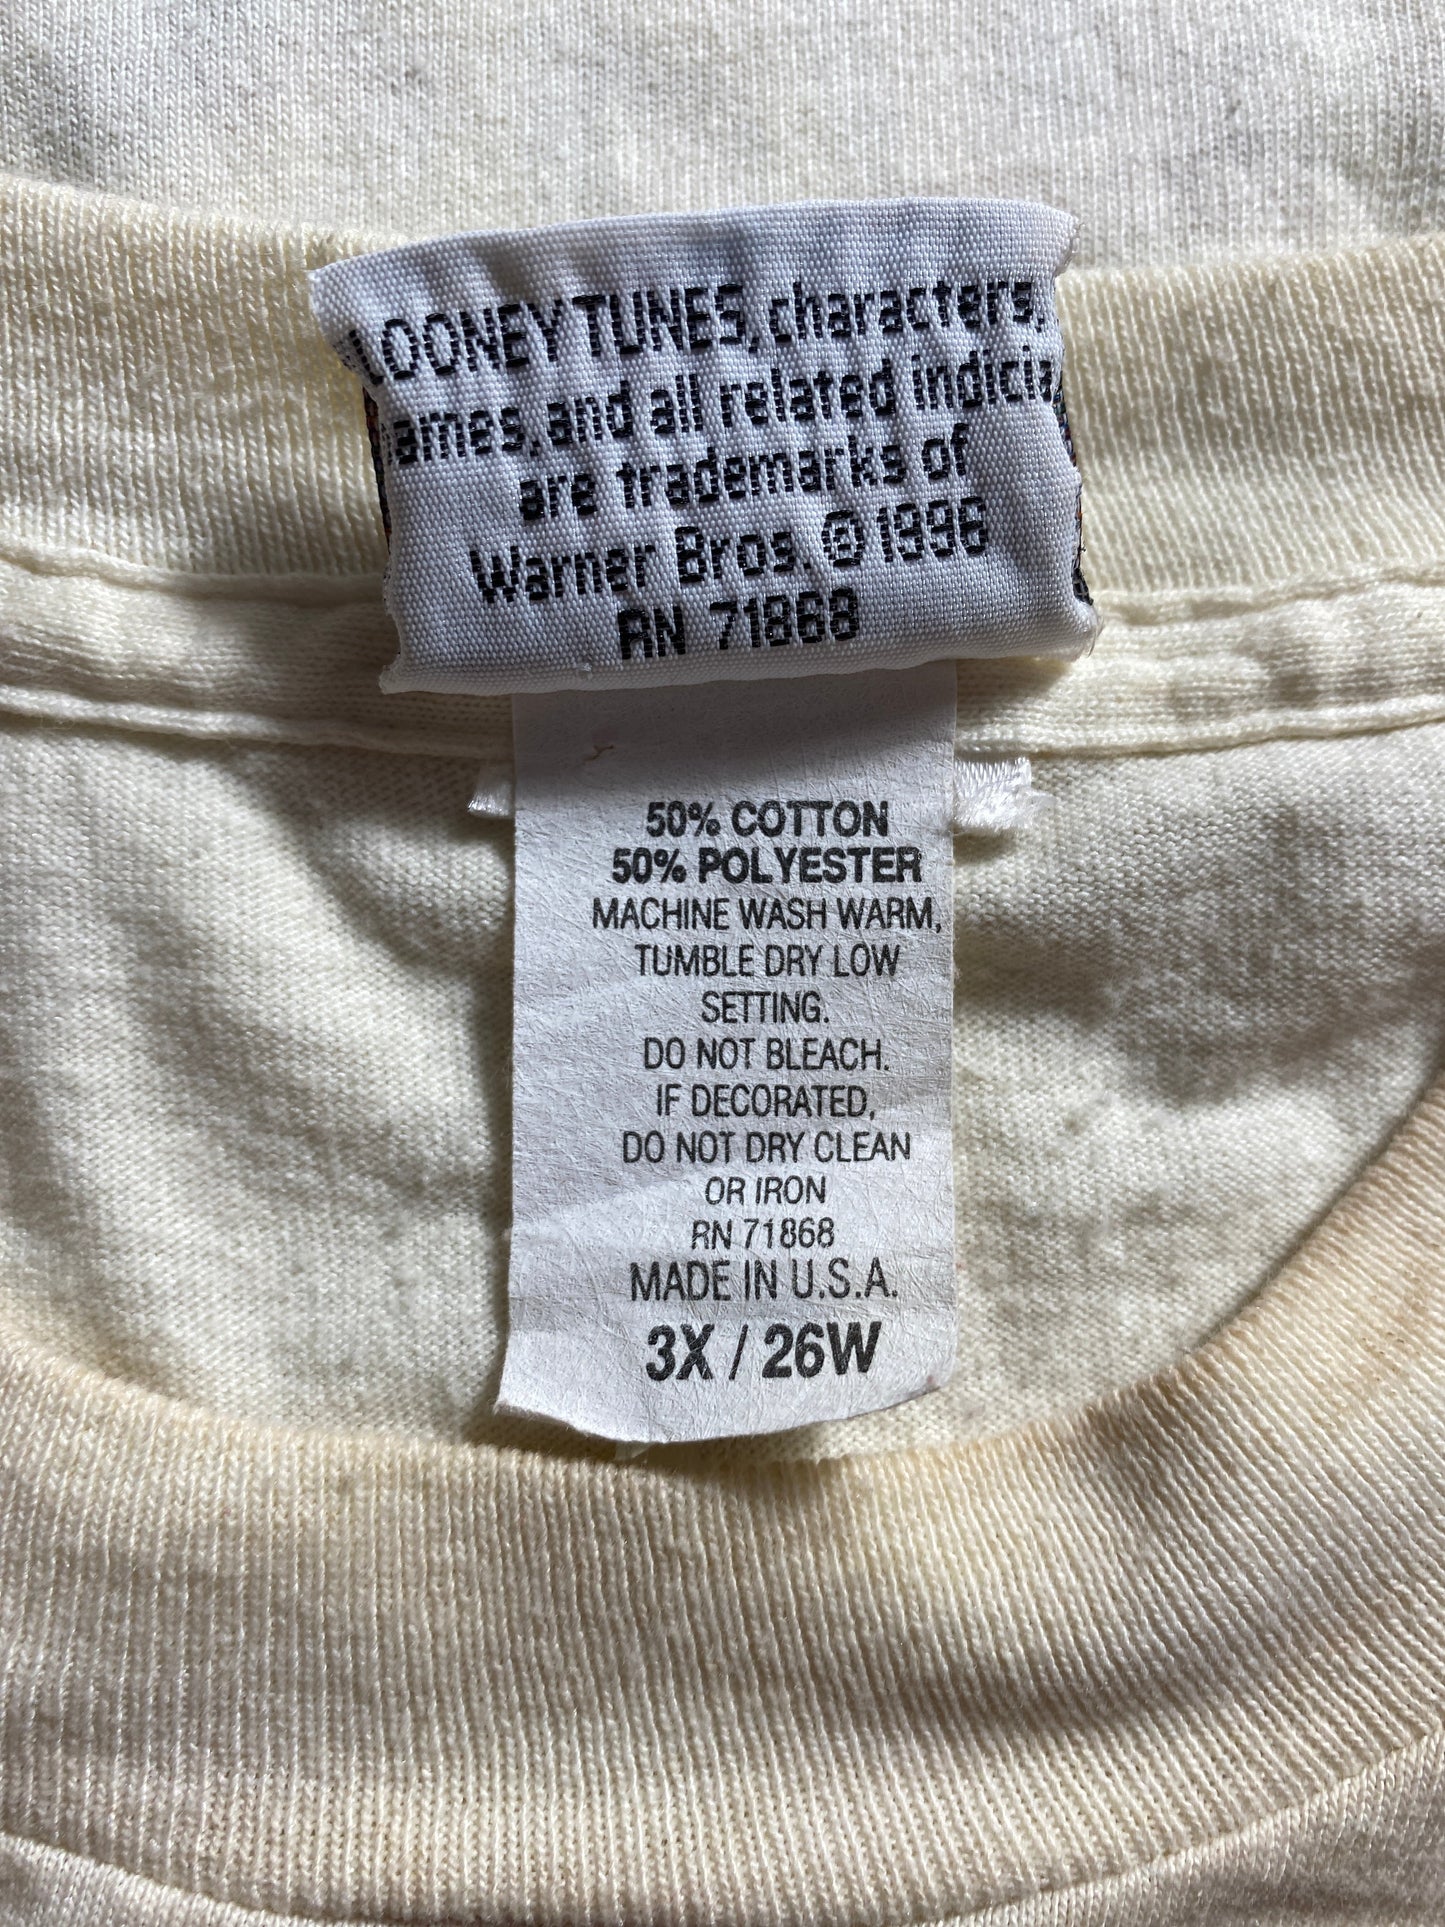 LOONEY TUNES, characters,
ames, and all related indicia
are trademarks of
Warner Bros. © 1996
RN 71868
50% COTTON
50% POLYESTER
MACHINE WASH WARM,
TUMBLE DRY LOW
SETTING.
DO NOT BLEACH.
IF DECORATED,
DO NOT DRY CLEAN
OR IRON
RN 71868
MADE IN U.S.A.
3X / 26W